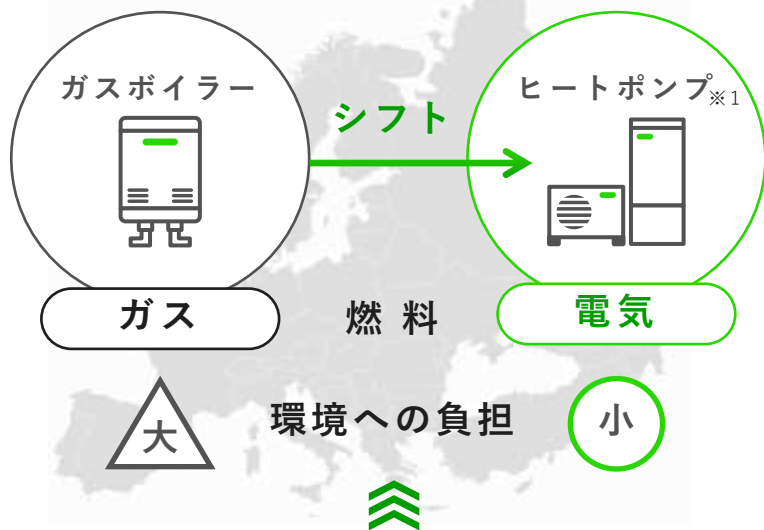 ガスボイラー
シフト
ヒートポンプ※1
ガス
燃料
電気
大
環境への負担
小